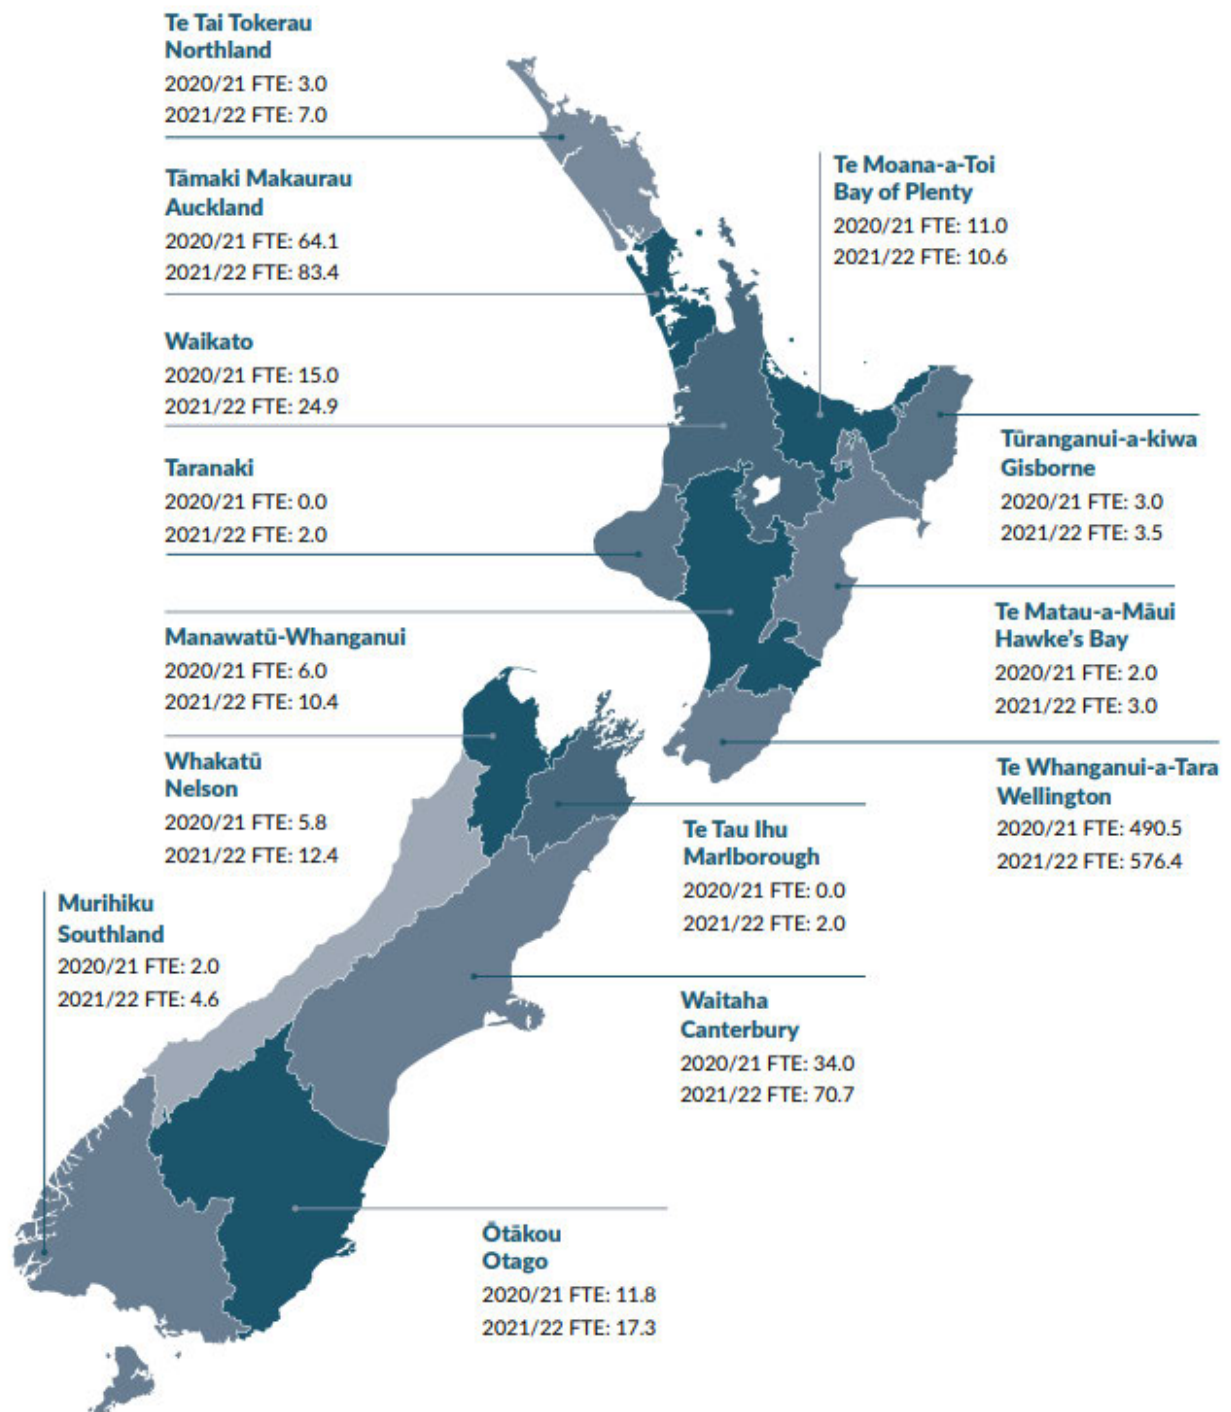 Te Tai Tokerau
Northland
2020/21 FTE: 3.0
2021/22 FTE: 7.0
Tāmaki Makaurau
Auckland
2020/21 FTE: 64.1
2021/22 FTE: 83.4
Waikato
2020/21 FTE: 15.0
2021/22 FTE: 24.9
Taranaki
2020/21 FTE: 0.0
2021/22 FTE: 2.0
Manawatū-Whanganui
2020/21 FTE: 6.0
2021/22 FTE: 10.4
Whakatū
Nelson
2020/21 FTE: 5.8
2021/22 FTE: 12.4
Murihiku
Southland
2020/21 FTE: 2.0
2021/22 FTE: 4.6
Te Moana-a-Toi
Bay of Plenty
2020/21 FTE: 11.0
2021/22 FTE: 10.6
Tūranganui-a-kiwa
Gisborne
2020/21 FTE: 3.0
2021/22 FTE: 3.5
Te Matau-a-Māui
Hawke's Bay
2020/21 FTE: 2.0
2021/22 FTE: 3.0
Te Whanganui-a-Tara
Wellington
2020/21 FTE: 490.5
2021/22 FTE: 576.4
Te Tau Ihu
Marlborough
2020/21 FTE: 0.0
2021/22 FTE: 2.0
Waitaha
Canterbury
2020/21 FTE: 34.0
2021/22 FTE: 70.7
Ōtākou
Otago
2020/21 FTE: 11.8
2021/22 FTE: 17.3